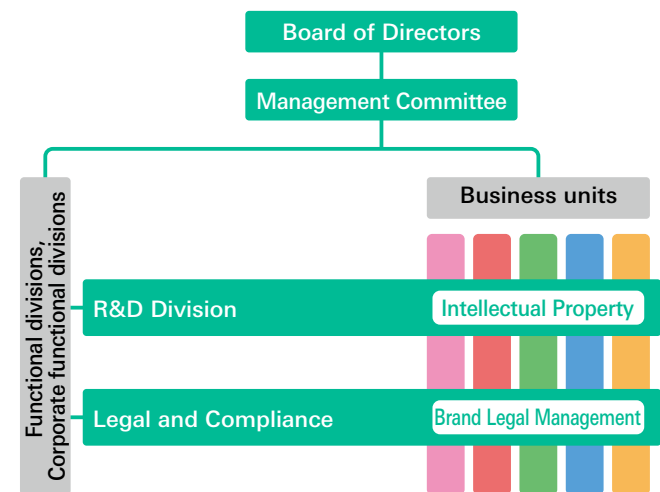 Board of Directors
Management Committee
Functional divisions,
Corporate functional divisions
Business units
R&D Division
Intellectual Property
Legal and Compliance
Brand Legal Management